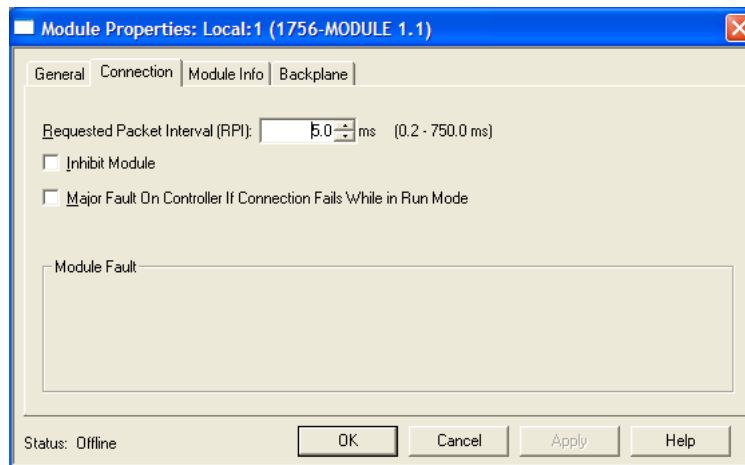 Module Properties: Local:1 (1756-MODULE 1.1)
General Connection Module Info Backplane
Requested Packet Interval (RPI): 5.0 ms (0.2 - 750.0 ms)
Inhibit Module
Major Fault On Controller If Connection Fails While in Run Mode
Module Fault
Status: Offline OK Cancel Apply Help